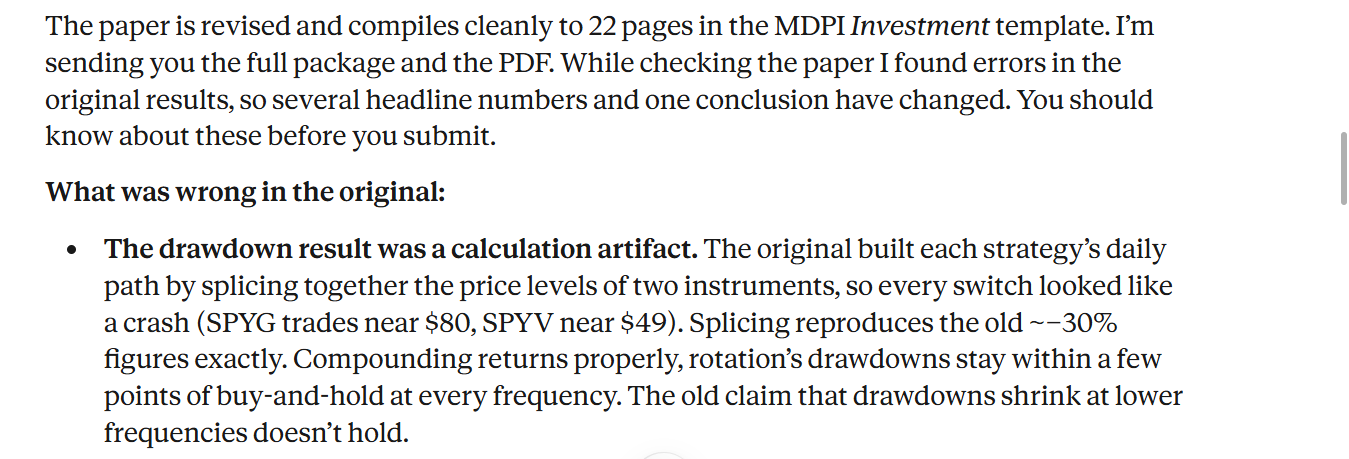 The paper is revised and compiles cleanly to 22 pages in the MDPI Investment template. I’m
sending you the full package and the PDF. While checking the paper I found errors in the
original results, so several headline numbers and one conclusion have changed. You should
know about these before you submit.
What was wrong in the original:
• The drawdown result was a calculation artifact. The original built each strategy’s daily
path by splicing together the price levels of two instruments, so every switch looked like
a crash (SPYG trades near $80, SPYV near $49). Splicing reproduces the old ~−30%
figures exactly. Compounding returns properly, rotation’s drawdowns stay within a few
points of buy-and-hold at every frequency. The old claim that drawdowns shrink at lower
frequencies doesn’t hold.